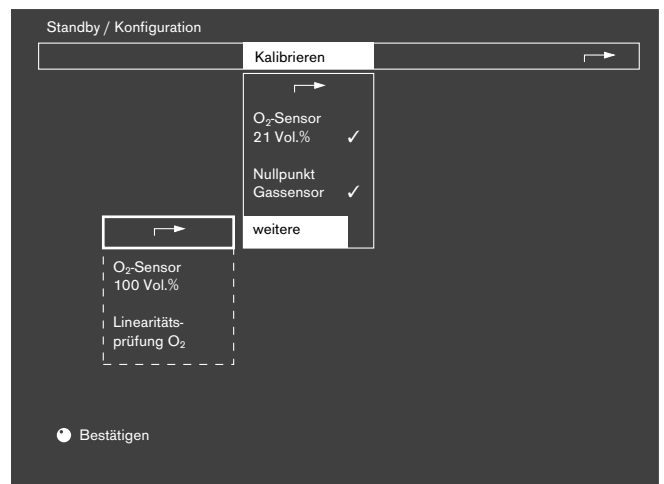 Standby / Konfiguration
Kalibrieren
O₂-Sensor
21 Vol.% ✓
Nullpunkt
Gassensor ✓
weitere
O₂-Sensor
100 Vol.%
Linearitäts-
prüfung O₂
Bestätigen